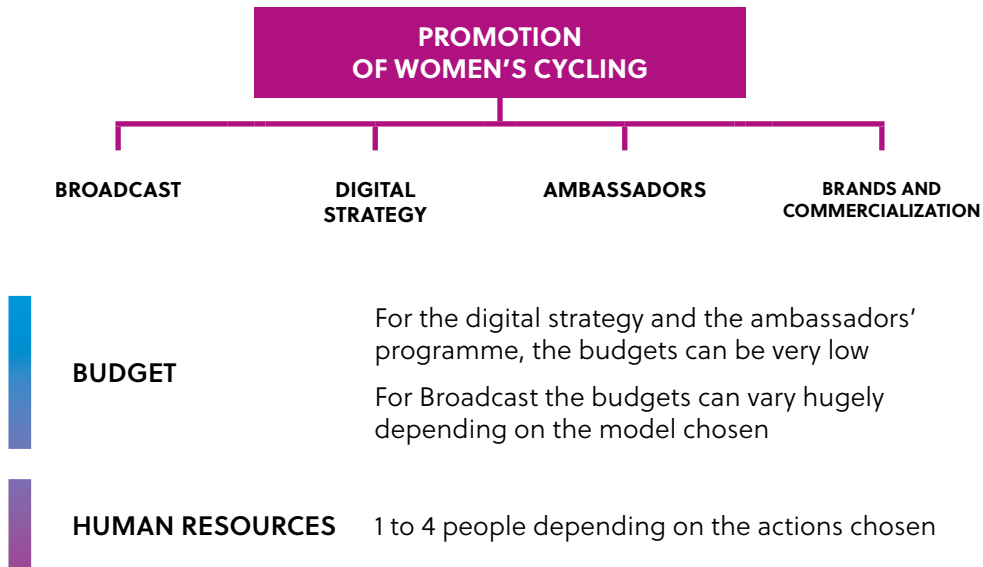 PROMOTION
OF WOMEN’S CYCLING
BROADCAST
DIGITAL
STRATEGY
AMBASSADORS
BRANDS AND
COMMERCIALIZATION
BUDGET
For the digital strategy and the ambassadors’
programme, the budgets can be very low
For Broadcast the budgets can vary hugely
depending on the model chosen
HUMAN RESOURCES
1 to 4 people depending on the actions chosen